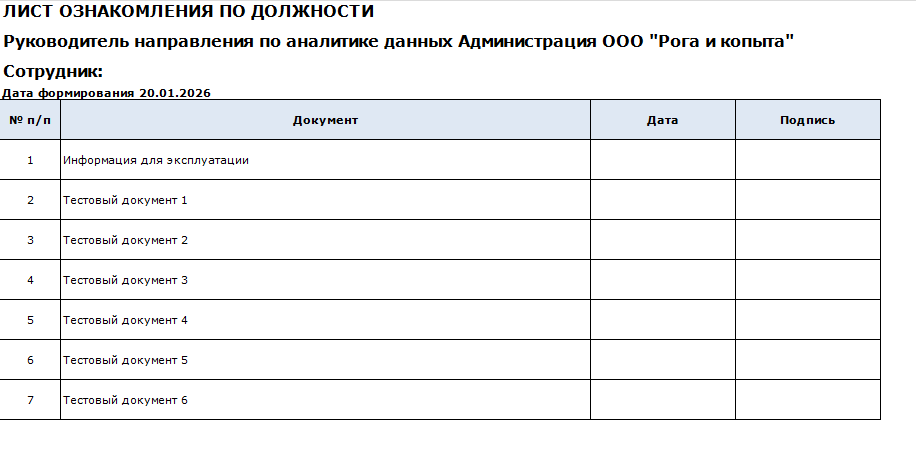 ЛИСТ ОЗНАКОМЛЕНИЯ ПО ДОЛЖНОСТИ
Руководитель направления по аналитике данных Администрация ООО "Рога и копыта"
Сотрудник:
Дата формирования 20.01.2026
№ п/п Документ Дата Подпись
1 Информация для эксплуатации
2 Тестовый документ 1
3 Тестовый документ 2
4 Тестовый документ 3
5 Тестовый документ 4
6 Тестовый документ 5
7 Тестовый документ 6